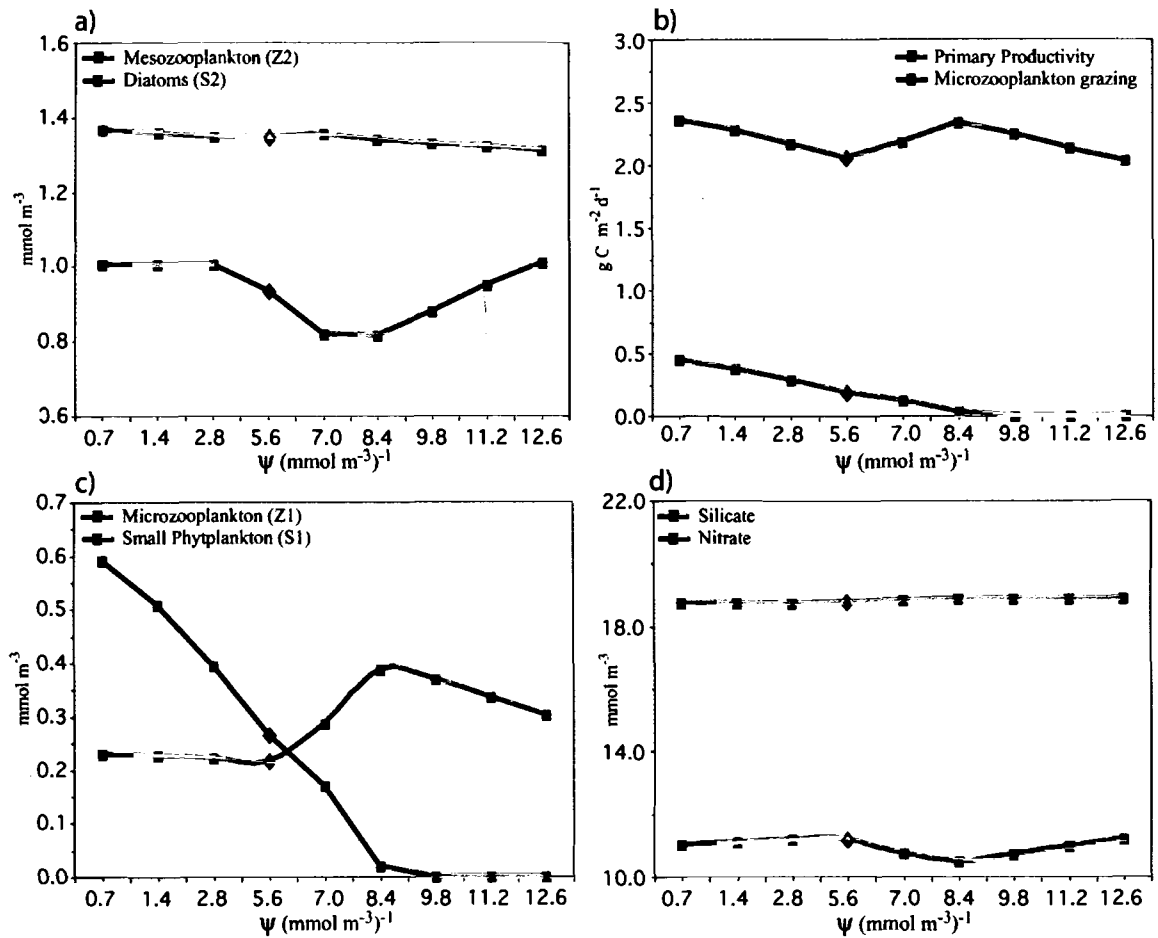 a)
1.6
1.4
1.2
1.0
0.8
3.6
mmol m-3
Mesozooplankton (Z2)
Diatoms (S2)
0.7 1.4 2.8 5.6 7.0 8.4 9.8 11.2 12.6
Ψ (mmol m-3)-1
b)
3.0
2.5
2.0
1.5
1.0
0.5
0.0
g C m-2 d-1
Primary Productivity
Microzooplankton grazing
0.7 1.4 2.8 5.6 7.0 8.4 9.8 11.2 12.6
Ψ (mmol m-3)-1
c)
0.7
0.6
0.5
0.4
0.3
0.2
0.1
0.0
mmol m-3
Microzooplankton (Z1)
Small Phytplankton (S1)
0.7 1.4 2.8 5.6 7.0 8.4 9.8 11.2 12.6
Ψ (mmol m-3)-1
d)
22.0
18.0
14.0
10.0
mmol m-3
Silicate
Nitrate
0.7 1.4 2.8 5.6 7.0 8.4 9.8 11.2 12.6
Ψ (mmol m-3)-1